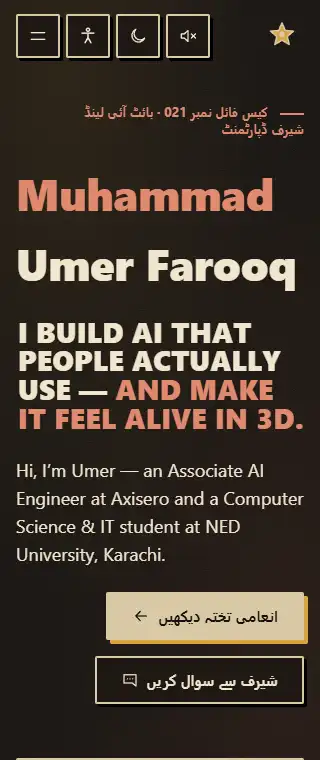 کیس فائل نمبر 021 - بائٹ آئی لینڈ
شیرف ڈپارٹمنٹ
Muhammad
Umer Farooq
I BUILD AI THAT
PEOPLE ACTUALLY
USE — AND MAKE
IT FEEL ALIVE IN 3D.
Hi, I’m Umer — an Associate AI
Engineer at Axisero and a Computer
Science & IT student at NED
University, Karachi.
انعامی تختہ دیکھیں
شیرف سے سوال کریں